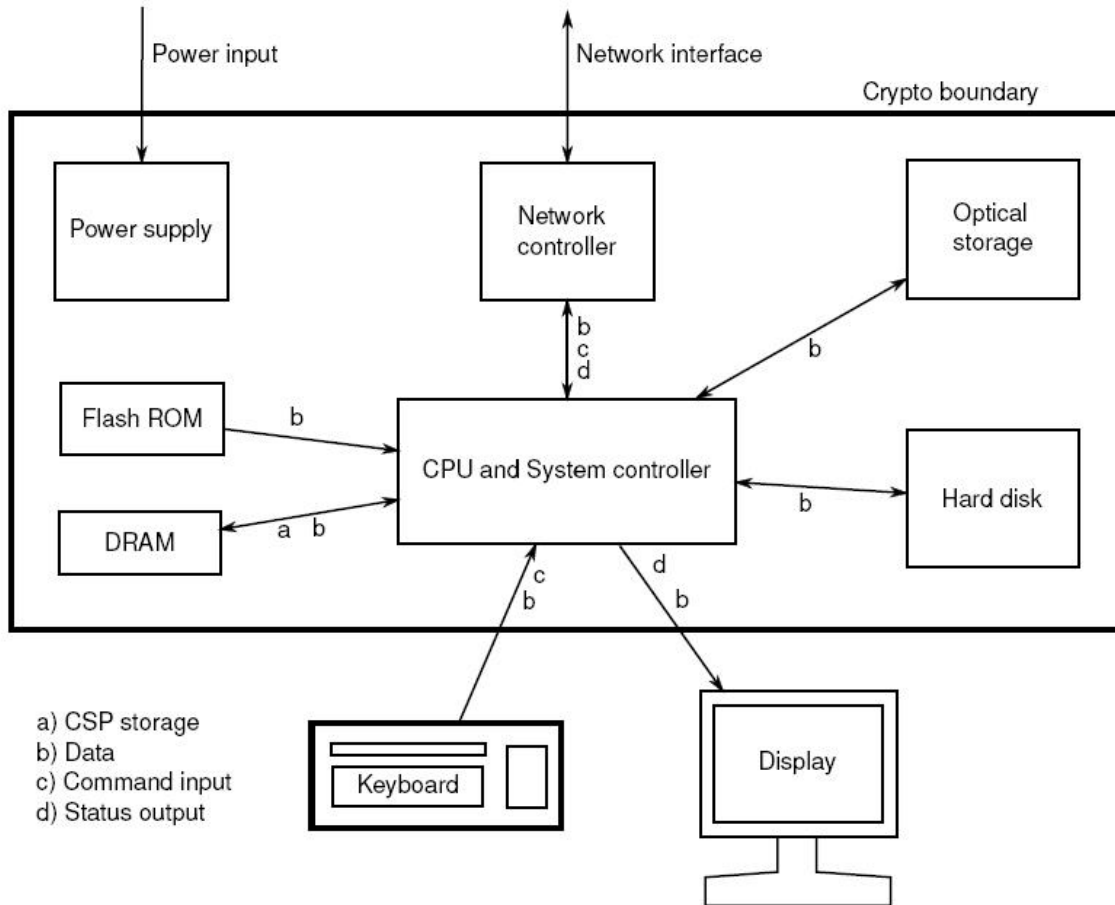 Power input
Network interface
Crypto boundary
Power supply
Network
controller
Optical
storage
b
c
d
b
Flash ROM
b
CPU and System controller
b
Hard disk
DRAM
a b
c
b
d
b
a) CSP storage
b) Data
c) Command input
d) Status output
Keyboard
Display